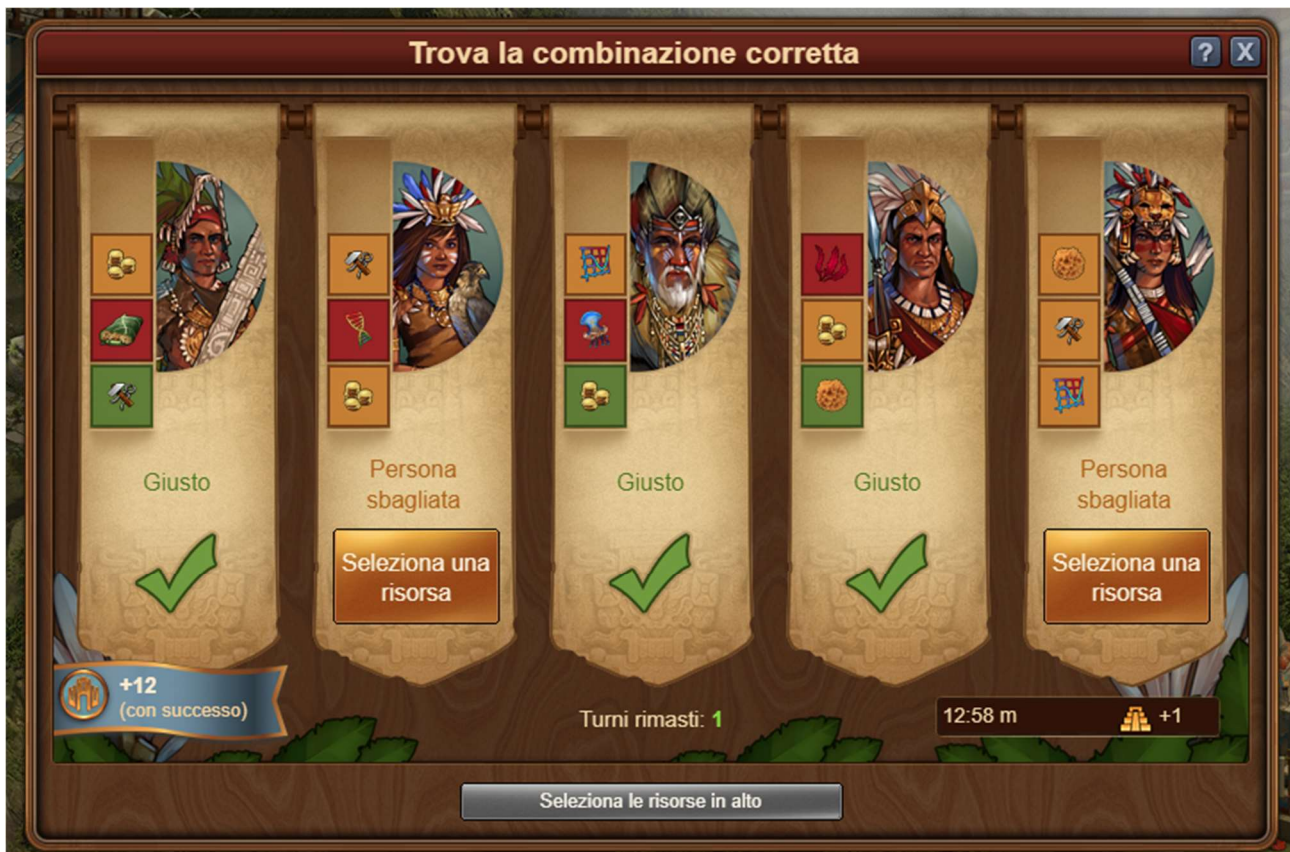 Trova la combinazione corretta
? X
Giusto
Persona
sbagliata
Giusto
Giusto
Persona
sbagliata
Seleziona una
risorsa
Seleziona una
risorsa
+12
(con successo)
Turni rimasti: 1
12:58 m
+1
Seleziona le risorse in alto